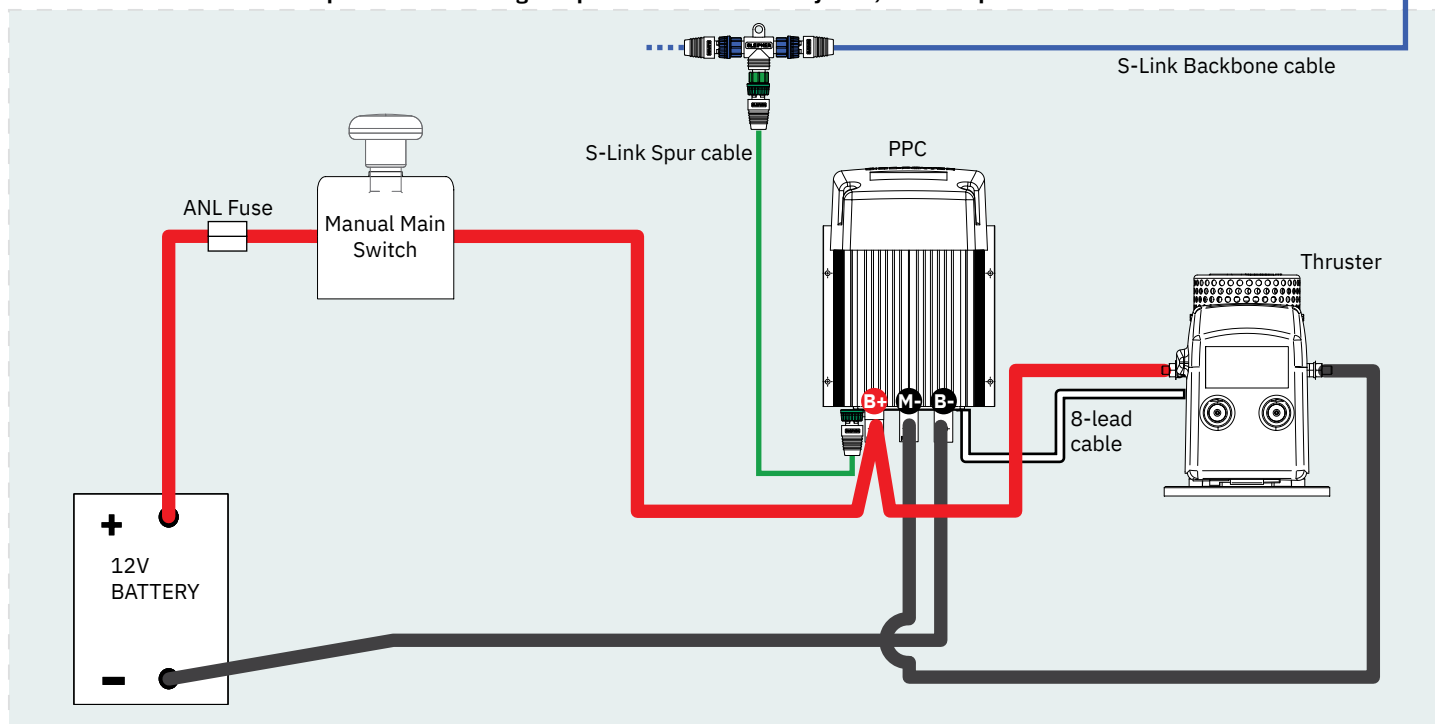 S-Link Backbone cable
S-Link Spur cable
PPC
ANL Fuse
Manual Main
Switch
Thruster
B+
M-
B-
8-lead
cable
+
12V
BATTERY
-